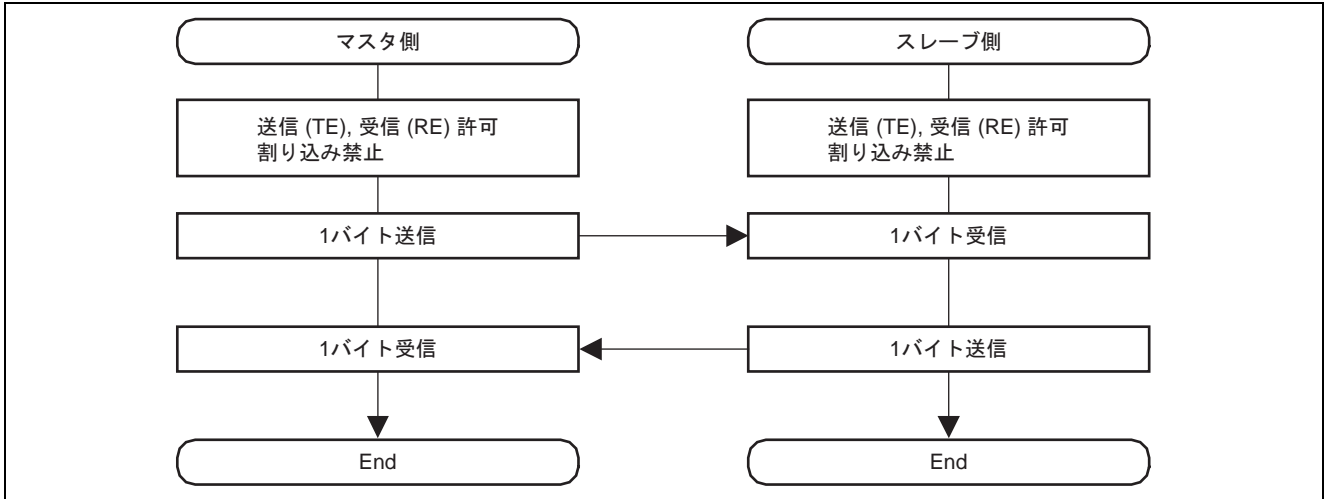 マスタ側
スレーブ側
送信 (TE), 受信 (RE) 許可
割り込み禁止
送信 (TE), 受信 (RE) 許可
割り込み禁止
1バイト送信
1バイト受信
1バイト受信
1バイト送信
End
End